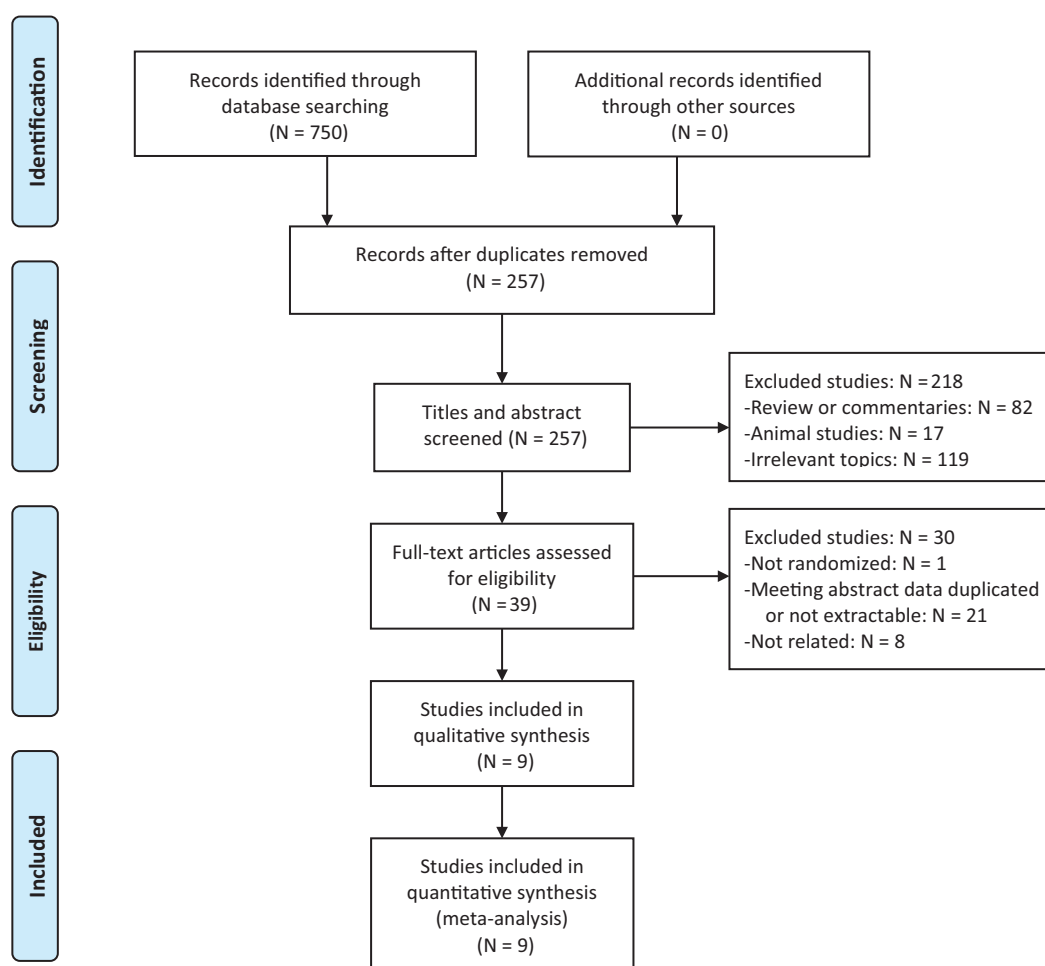 Identification
Records identified through
database searching
(N = 750)
Additional records identified
through other sources
(N = 0)
Records after duplicates removed
(N = 257)
Screening
Titles and abstract
screened (N = 257)
Excluded studies: N = 218
-Review or commentaries: N = 82
-Animal studies: N = 17
-Irrelevant topics: N = 119
Eligibility
Full-text articles assessed
for eligibility
(N = 39)
Excluded studies: N = 30
-Not randomized: N = 1
-Meeting abstract data duplicated
or not extractable: N = 21
-Not related: N = 8
Studies included in
qualitative synthesis
(N = 9)
Included
Studies included in
quantitative synthesis
(meta-analysis)
(N = 9)